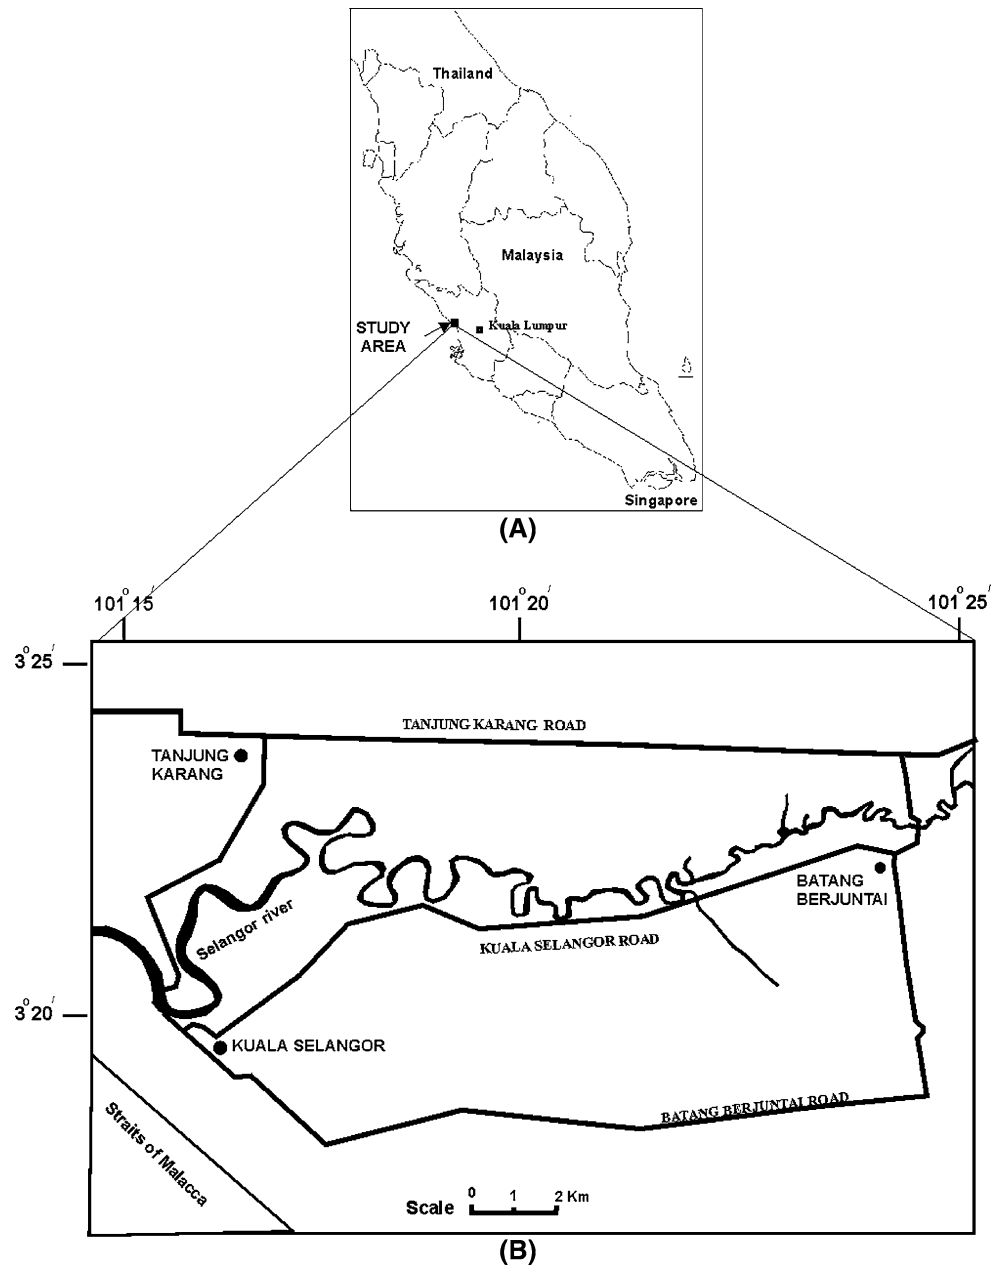 Thailand
Malaysia
Kuala Lumpur
STUDY
AREA
Singapore
(A)
101° 15'
101° 20'
101° 25'
3° 25'
TANJUNG KARANG ROAD
TANJUNG
KARANG
BATANG
BERJUNTAI
Selangor river
KUALA SELANGOR ROAD
3° 20'
KUALA SELANGOR
BATANG BERJUNTAI ROAD
Straits of Malacca
Scale
0 1 2 Km
(B)